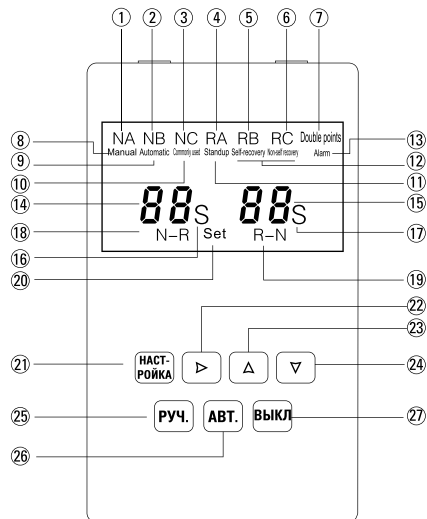 1 2 3 4 5 6 7
NA NB NC RA RB RC Double points
8 Manual Automatic Commonly used Standup Self-recovery Non-self recovery Alarm 13
9 12
10 11
14 88 S 88 S 15
18 N–R Set R–N 17
16 19
20
22
23
21 НАСТ-РОЙКА ▷ △ ▽ 24
25 РУЧ. АВТ. ВЫКЛ 27
26